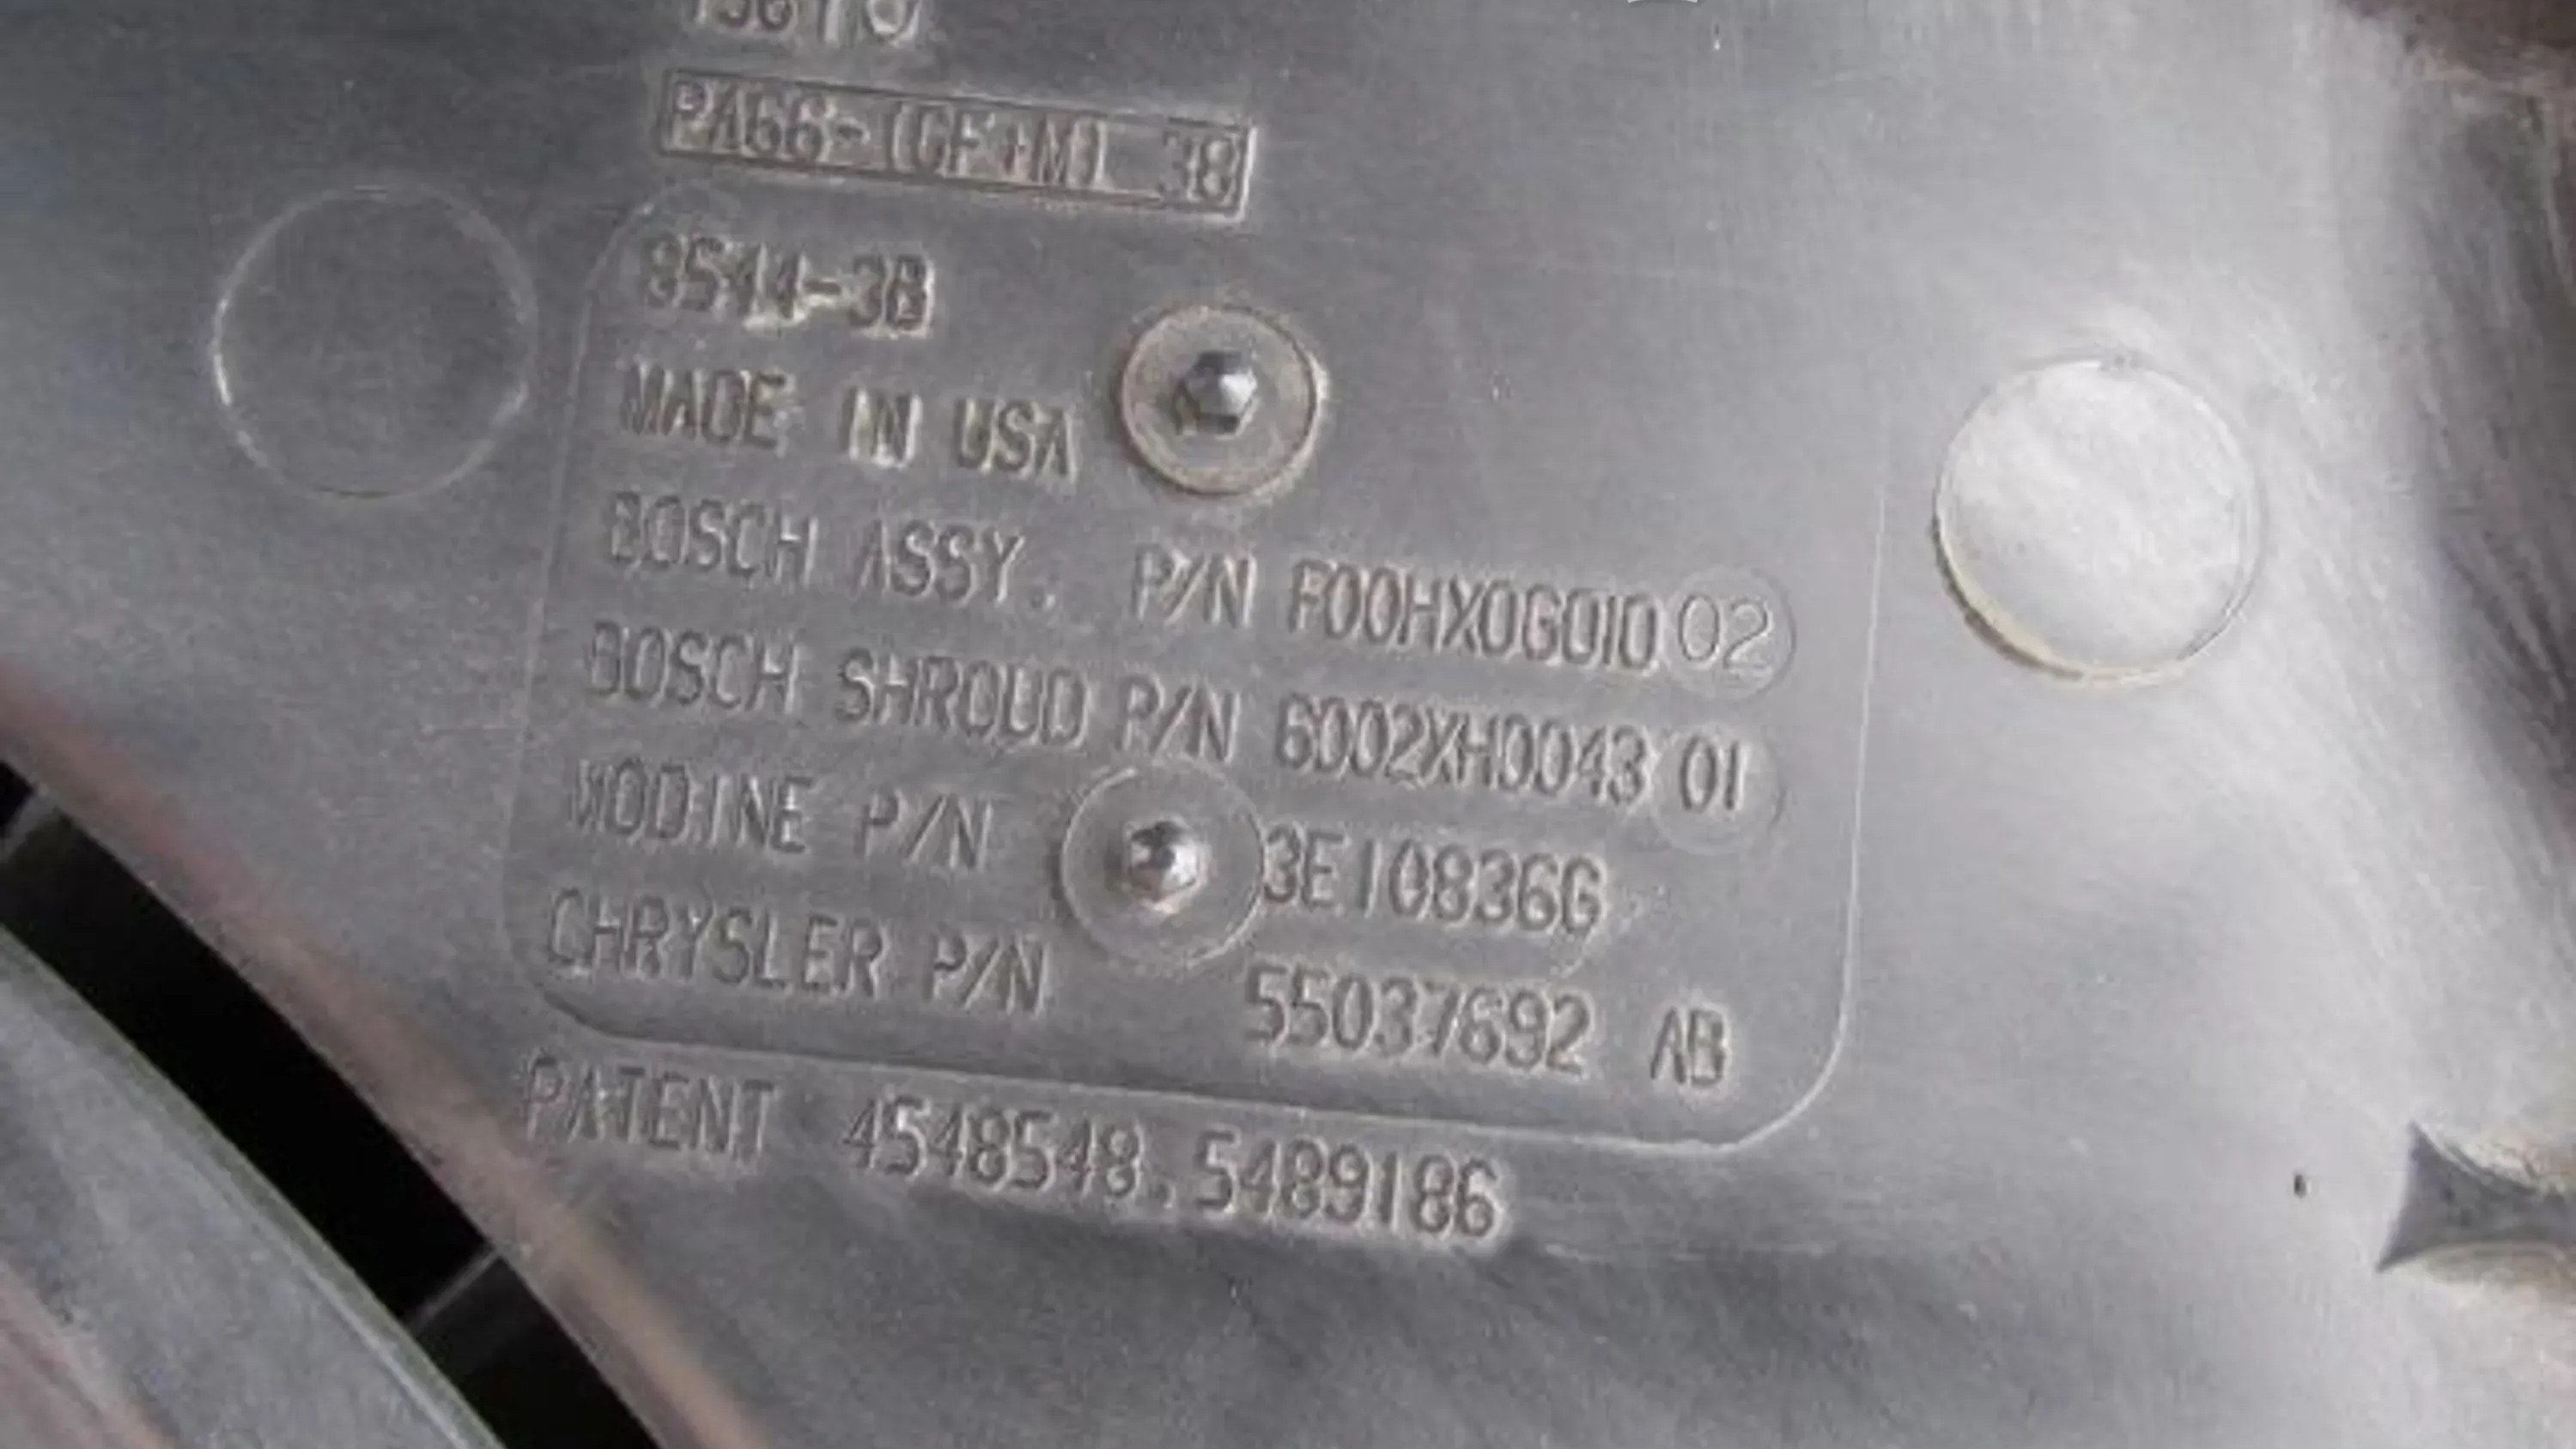 PA66-(GF+M) 38
8544-3B
MADE IN USA
BOSCH ASSY. P/N F00HX0G010 02
BOSCH SHROUD P/N 6002XH0043 01
MODINE P/N 3E10836G
CHRYSLER P/N 55037692 AB
PATENT 4548548.5489186